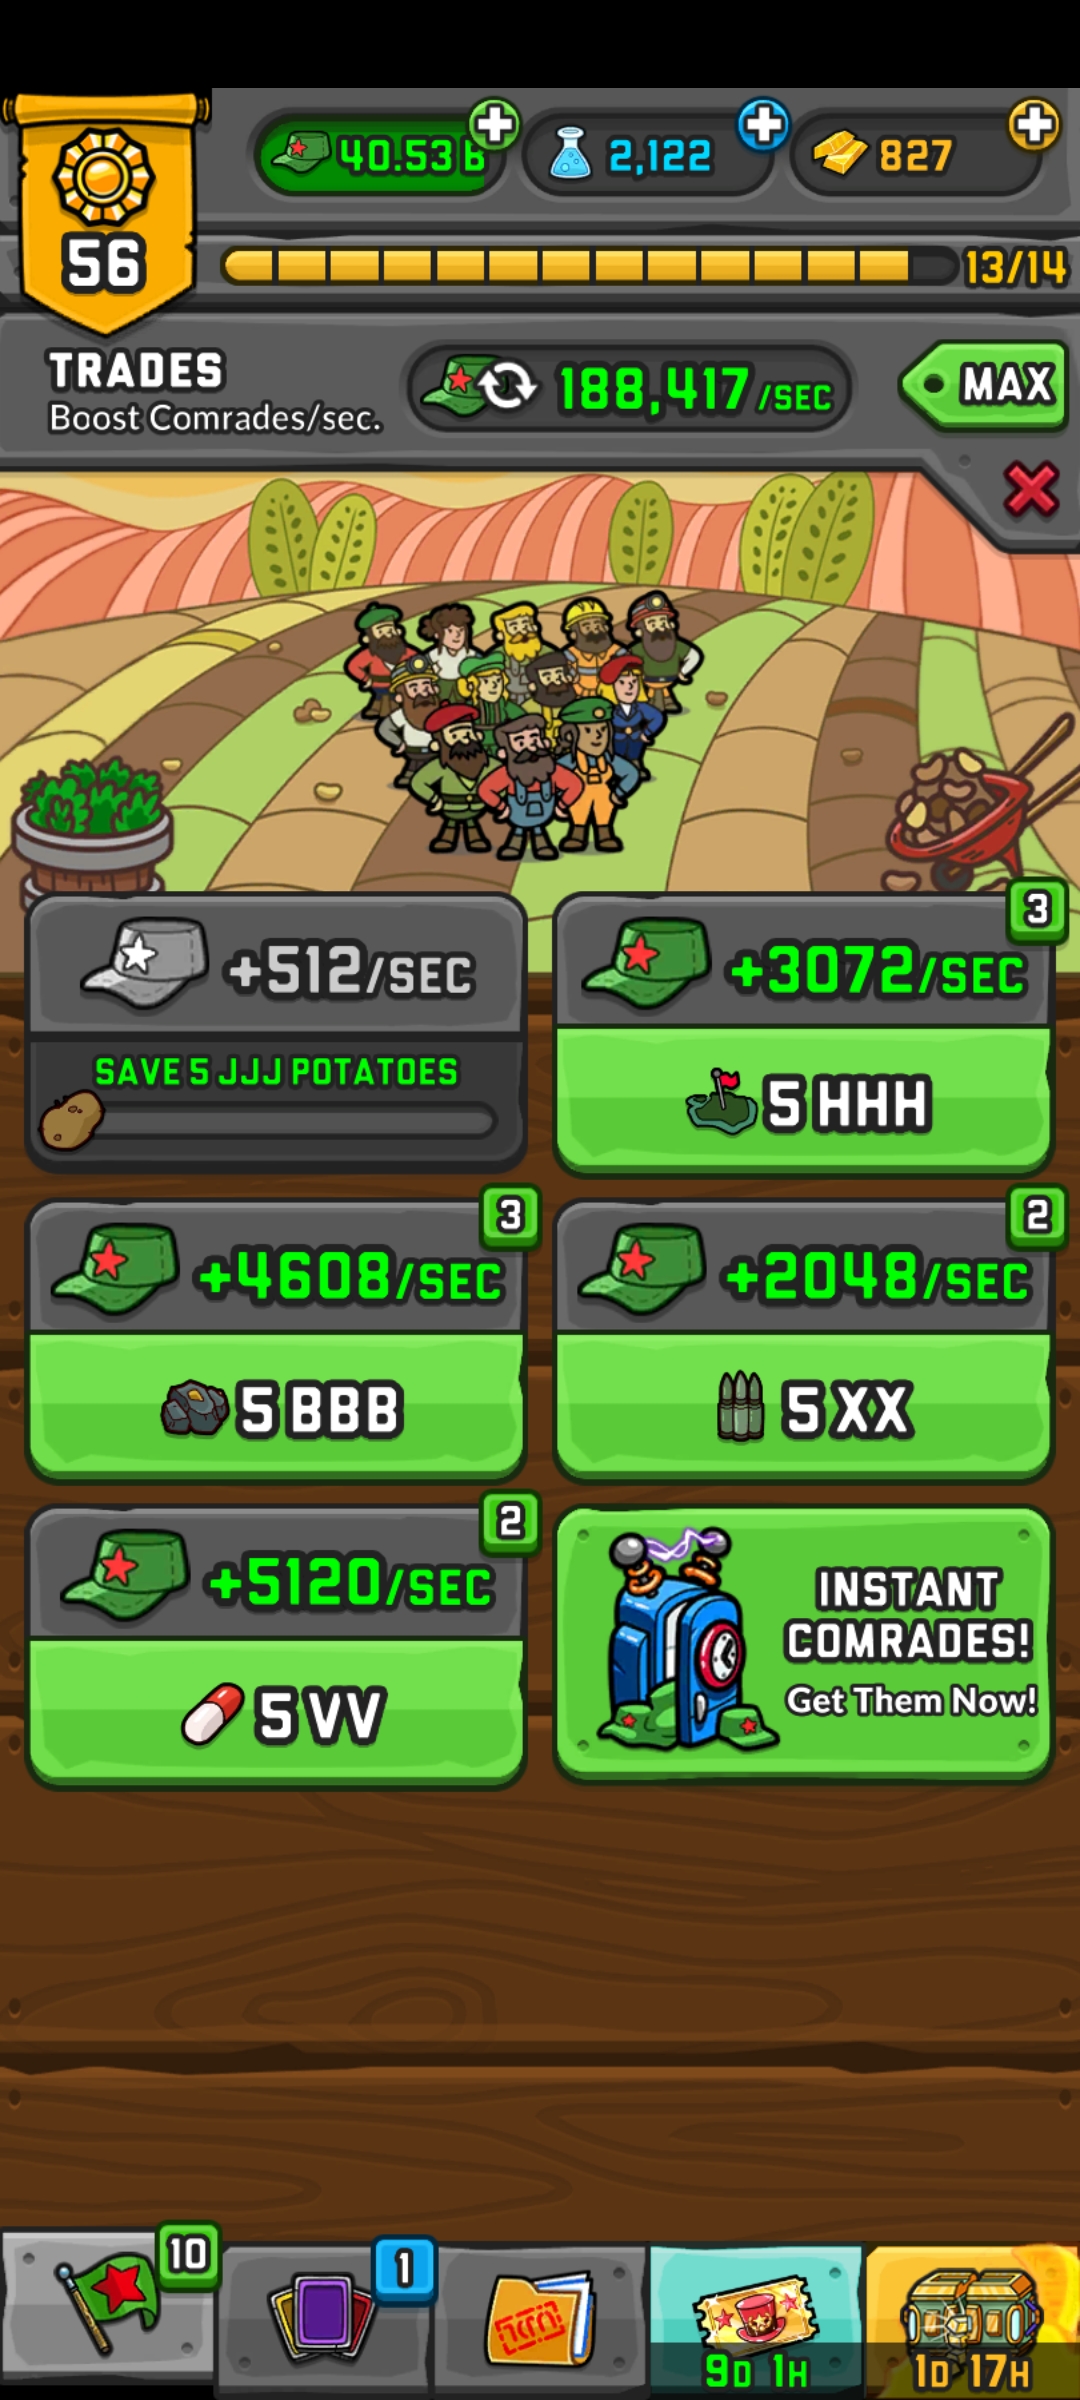 56
40.53 B
2,122
827
13/14
TRADES
Boost Comrades/sec.
188,417/SEC
MAX
+512/SEC
SAVE 5 JJJ POTATOES
3
+3072/SEC
5 HHH
3
+4608/SEC
5 BBB
2
+2048/SEC
5 XX
2
+5120/SEC
5 VV
INSTANT
COMRADES!
Get Them Now!
10
1
9D 1H
1D 17H